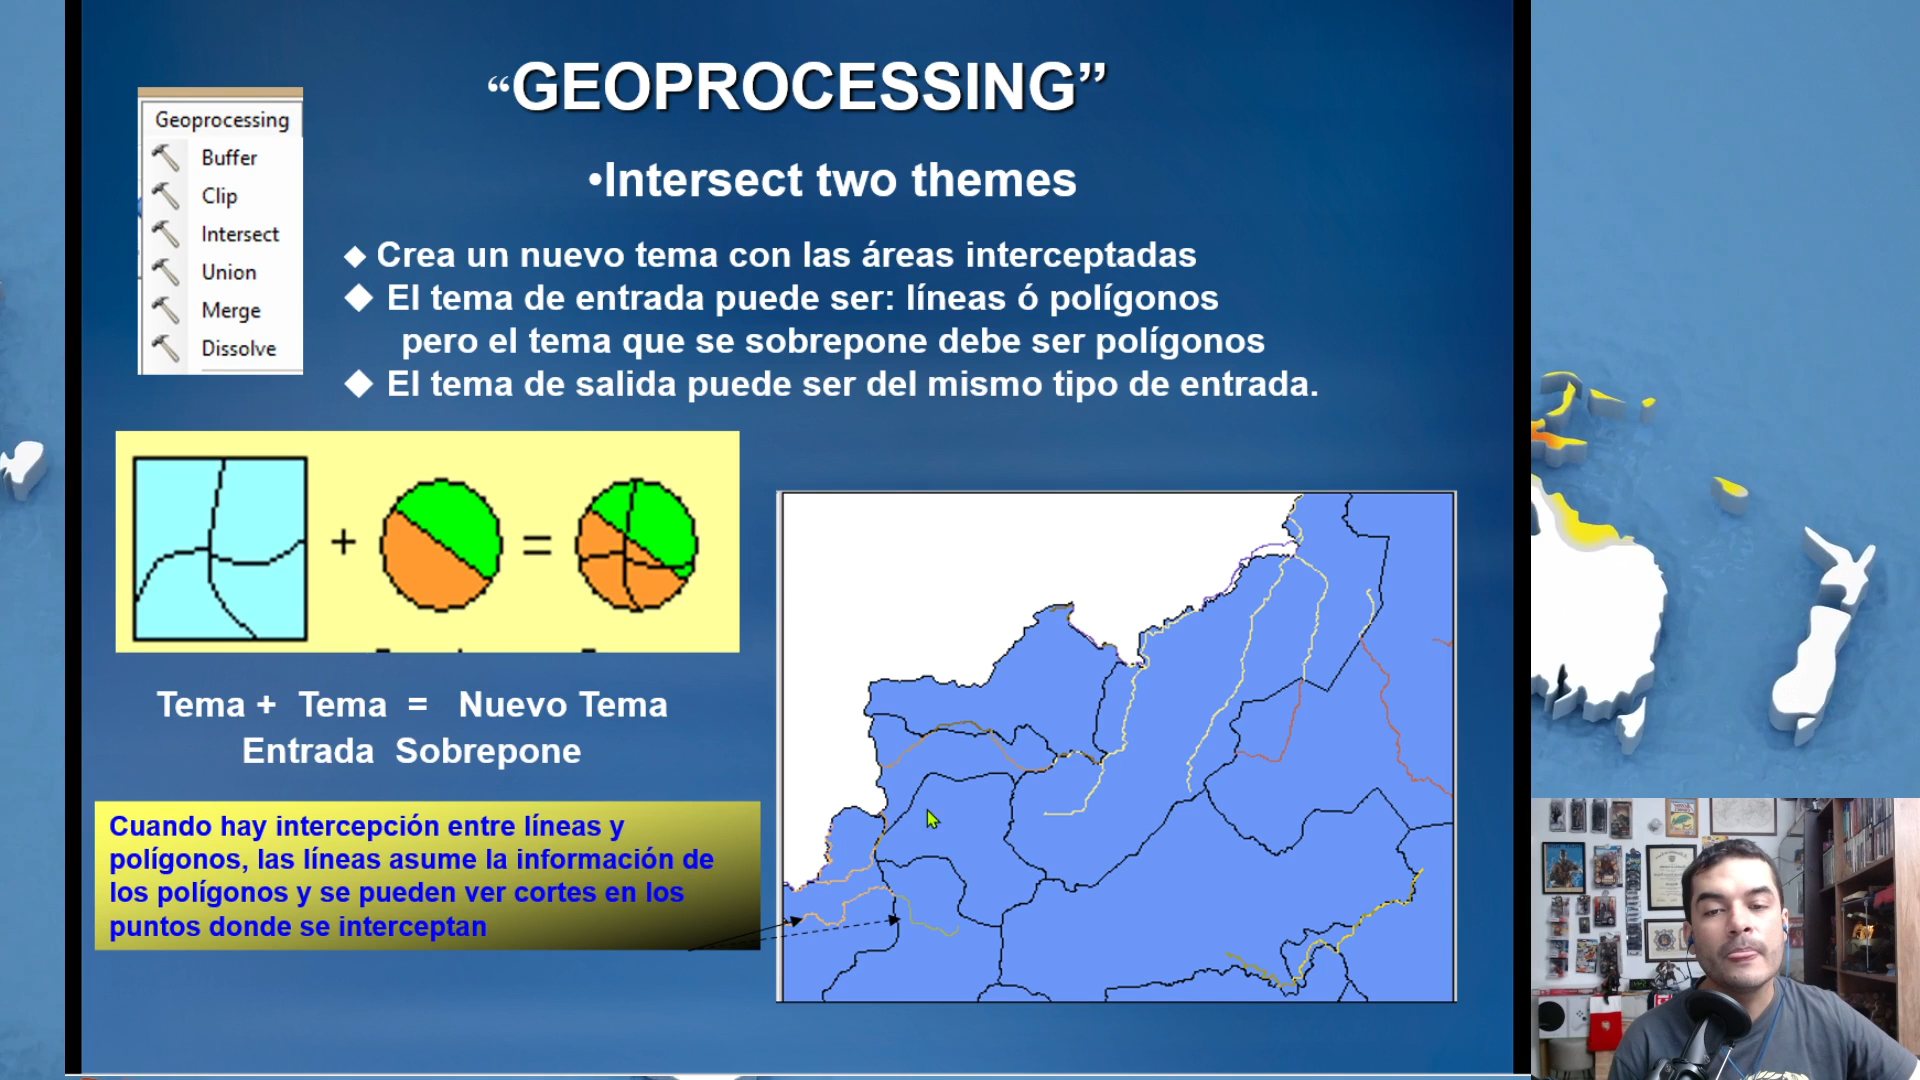 “GEOPROCESSING”
Geoprocessing
Buffer
Clip
Intersect
Union
Merge
Dissolve
•Intersect two themes
Crea un nuevo tema con las áreas interceptadas
El tema de entrada puede ser: líneas ó polígonos
pero el tema que se sobrepone debe ser polígonos
El tema de salida puede ser del mismo tipo de entrada.
+ =
Tema + Tema = Nuevo Tema
Entrada Sobrepone
Cuando hay intercepción entre líneas y
polígonos, las líneas asume la información de
los polígonos y se pueden ver cortes en los
puntos donde se interceptan